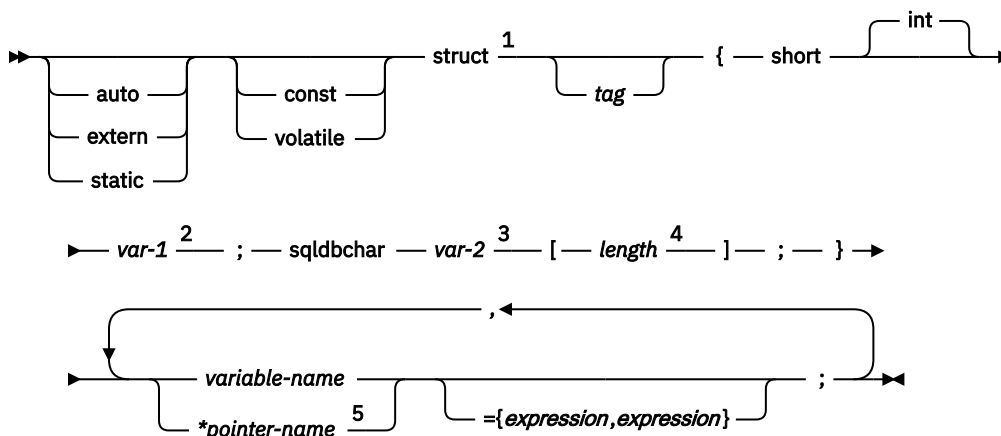 int
struct 1 { short
auto const tag
extern volatile
static
var-1 2 ; sqldbchar var-2 3 [ length 4 ] ; }
,
variable-name ;
*pointer-name 5 ={expression,expression}